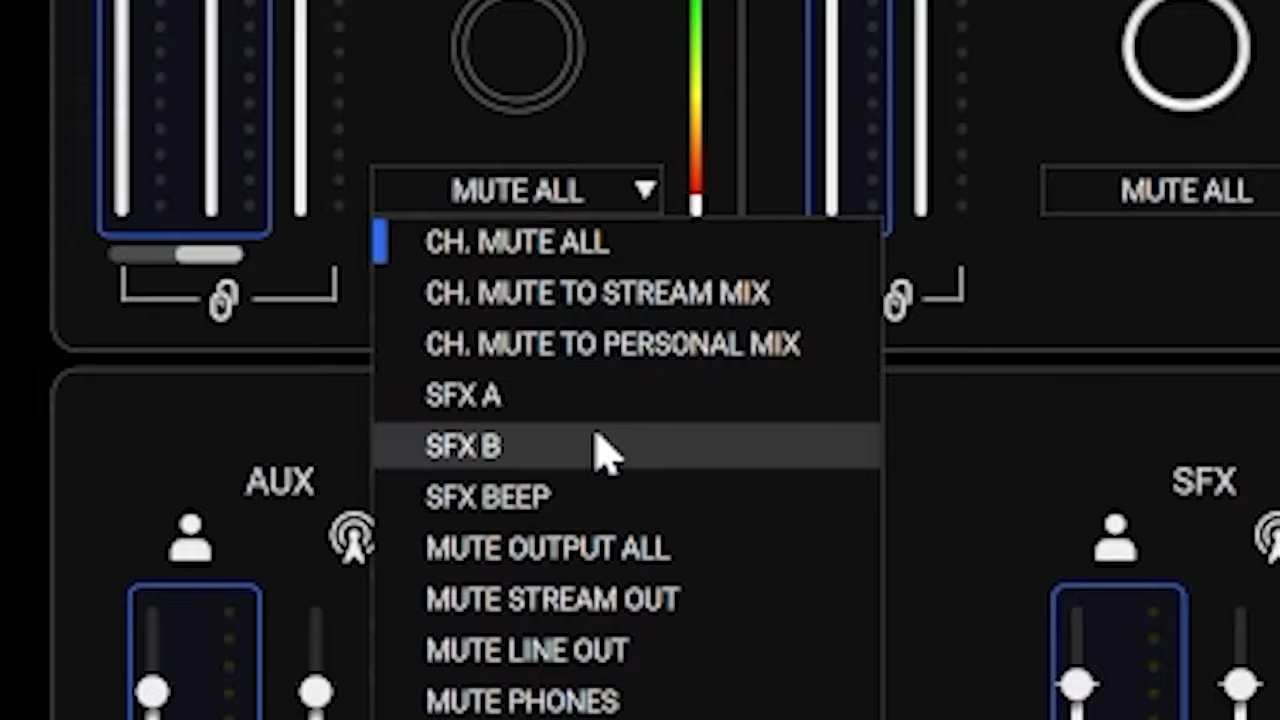 MUTE ALL
MUTE ALL
CH. MUTE ALL
CH. MUTE TO STREAM MIX
CH. MUTE TO PERSONAL MIX
SFX A
SFX B
SFX BEEP
MUTE OUTPUT ALL
MUTE STREAM OUT
MUTE LINE OUT
MUTE PHONES
AUX
SFX